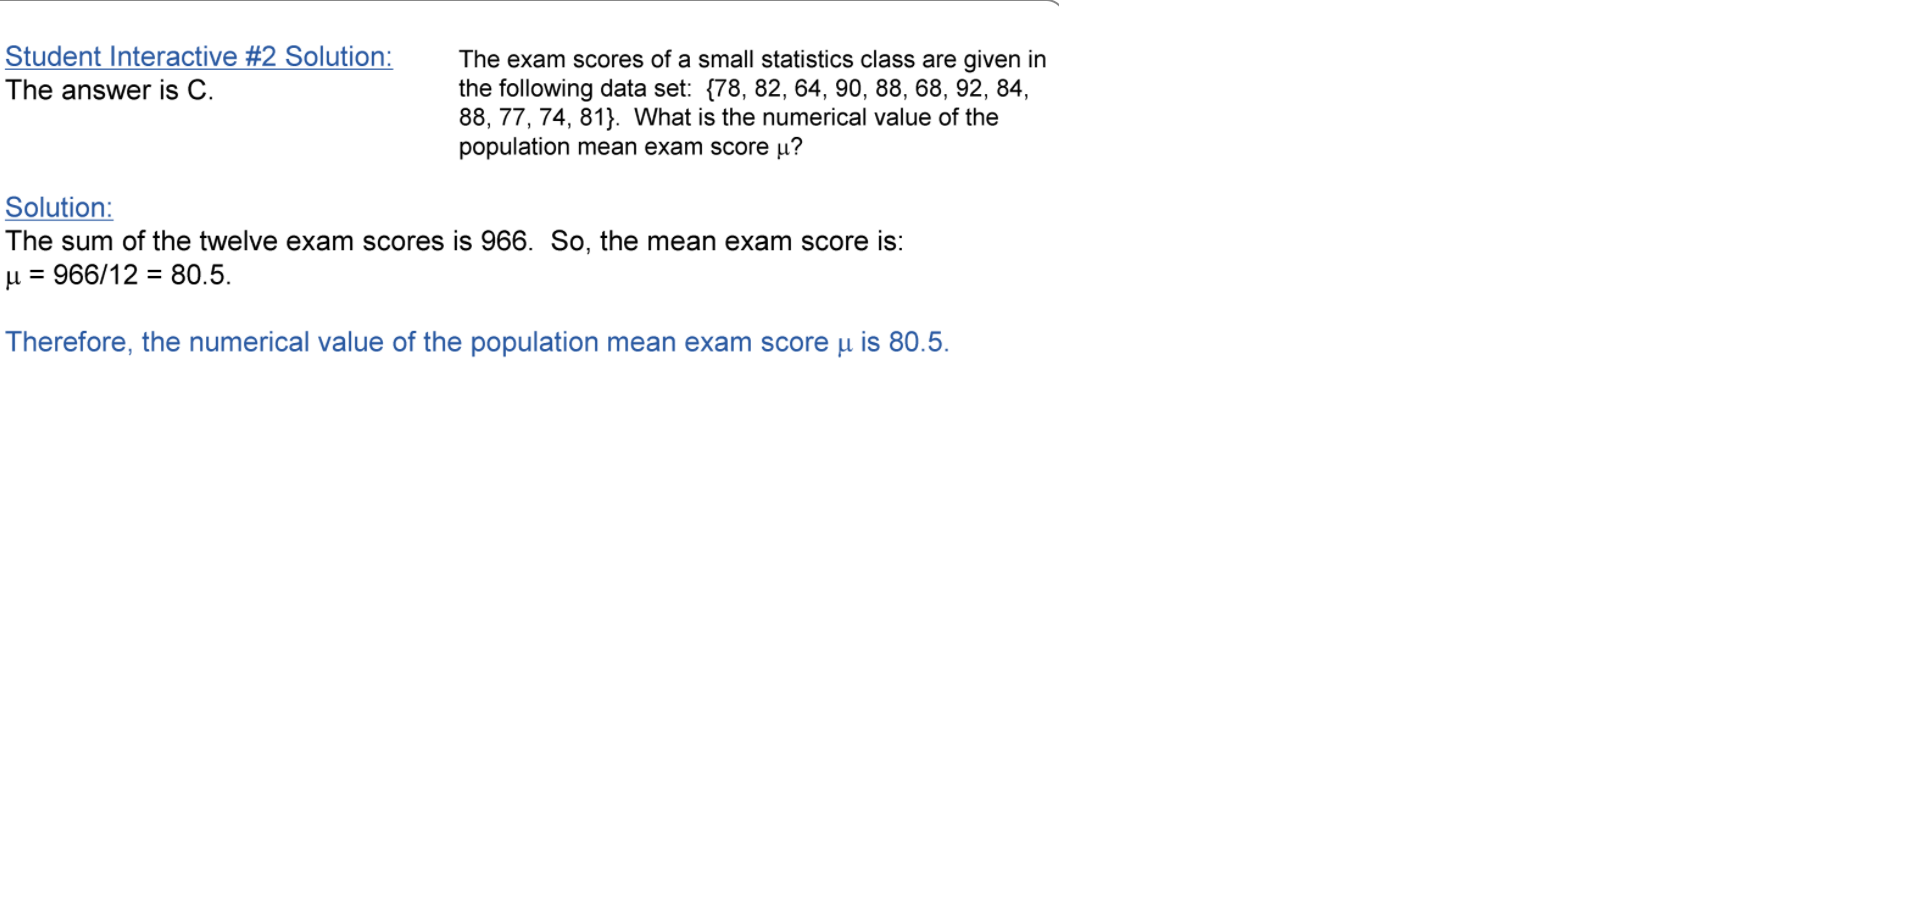 Student Interactive #2 Solution:
The answer is C.
The exam scores of a small statistics class are given in
the following data set:  {78, 82, 64, 90, 88, 68, 92, 84,
88, 77, 74, 81}.  What is the numerical value of the
population mean exam score μ?
Solution:
The sum of the twelve exam scores is 966.  So, the mean exam score is:
μ = 966/12 = 80.5.
Therefore, the numerical value of the population mean exam score μ is 80.5.